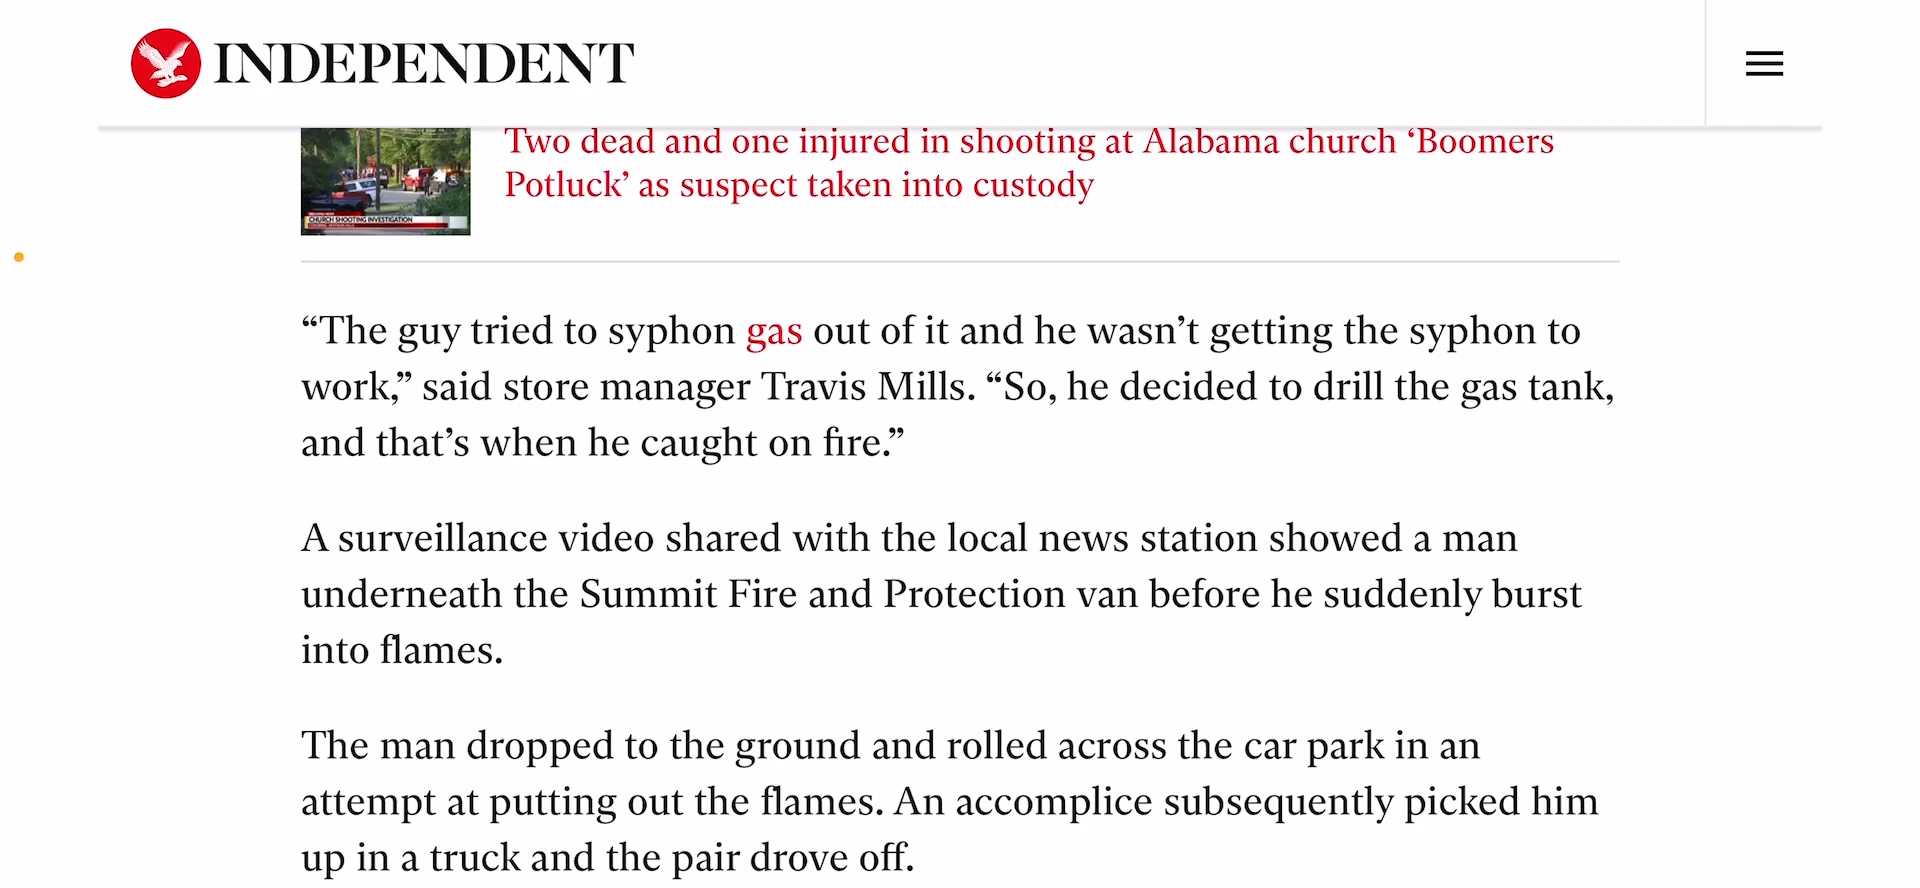 INDEPENDENT
Two dead and one injured in shooting at Alabama church ‘Boomers
Potluck’ as suspect taken into custody
BREAKING NEWS
CHURCH SHOOTING INVESTIGATION
“The guy tried to syphon gas out of it and he wasn’t getting the syphon to
work,” said store manager Travis Mills. “So, he decided to drill the gas tank,
and that’s when he caught on fire.”
A surveillance video shared with the local news station showed a man
underneath the Summit Fire and Protection van before he suddenly burst
into flames.
The man dropped to the ground and rolled across the car park in an
attempt at putting out the flames. An accomplice subsequently picked him
up in a truck and the pair drove off.